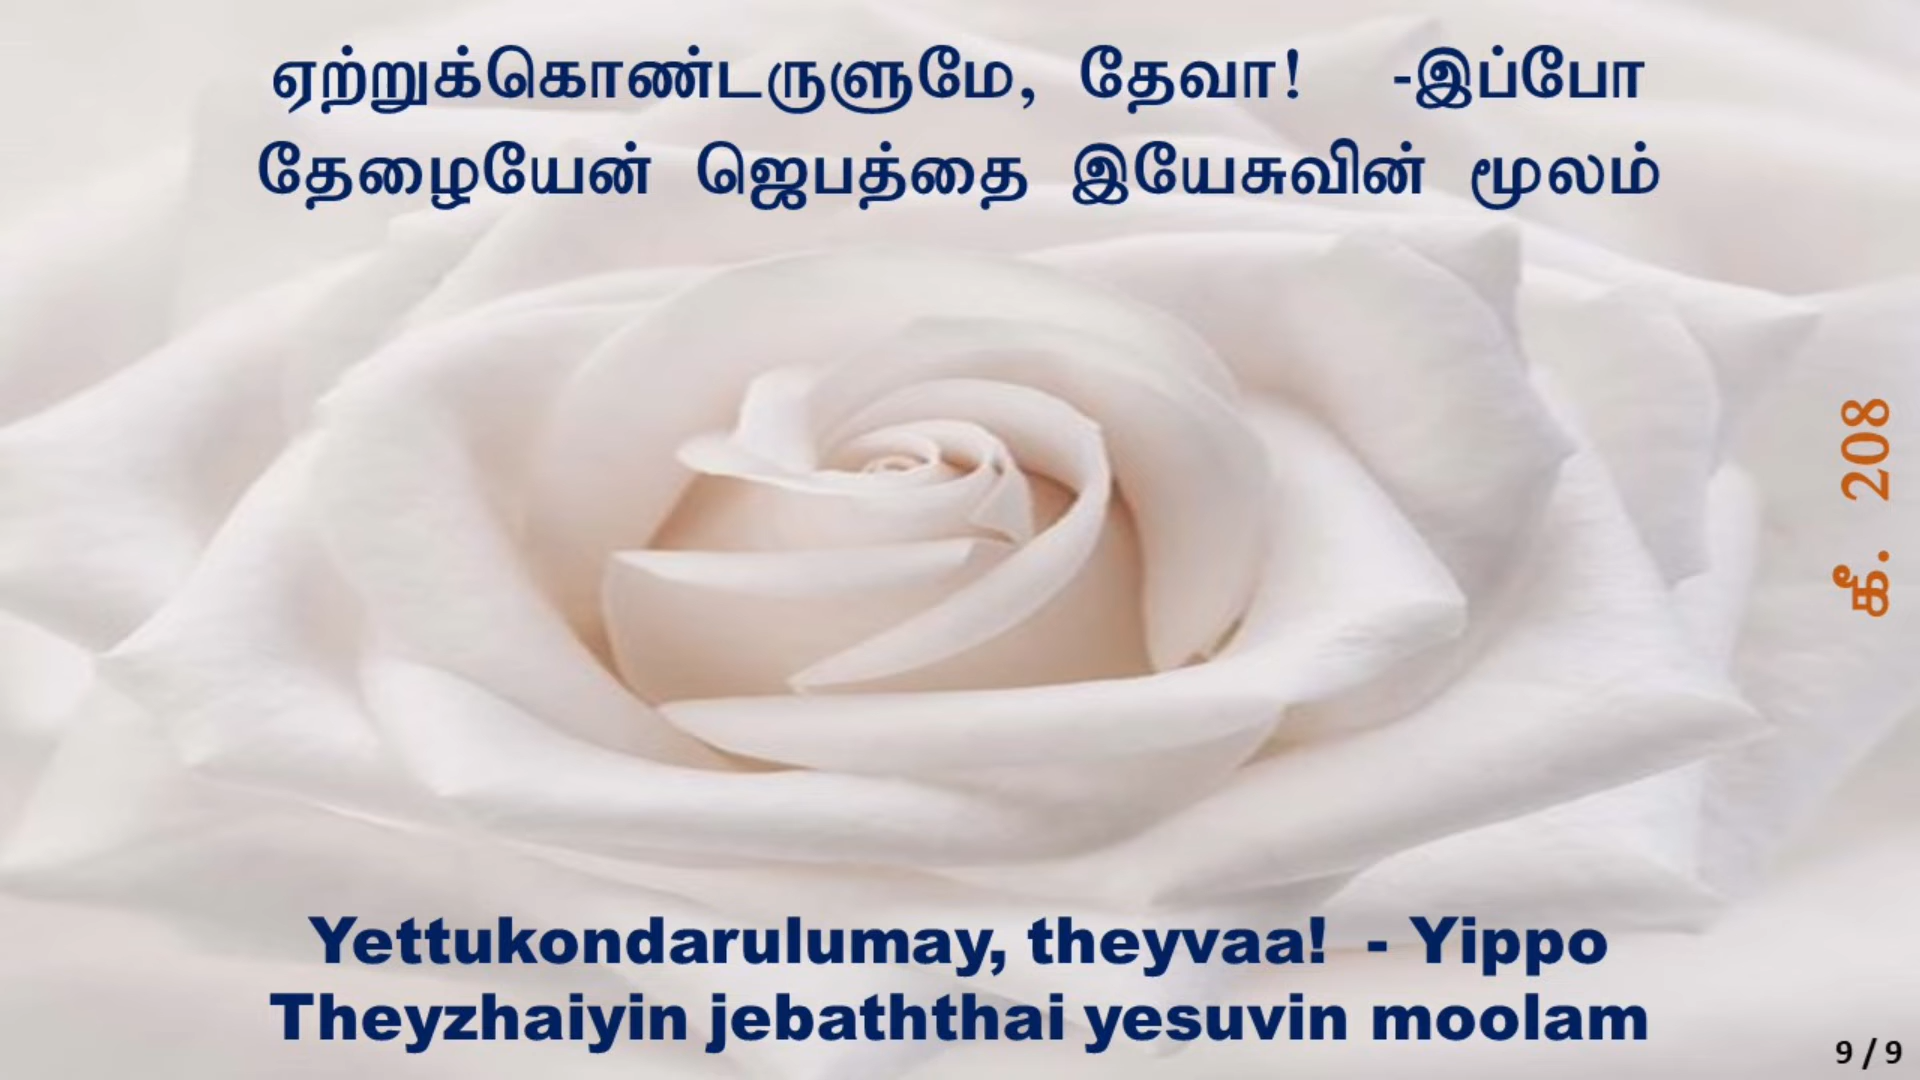 ஏற்றுக்கொண்டருளுமே, தேவா! -இப்போ
தேழையேன் ஜெபத்தை இயேசுவின் மூலம்
கீ. 208
Yettukondarulumay, theyvaa! - Yippo
Theyzhaiyin jebaththai yesuvin moolam
9 / 9